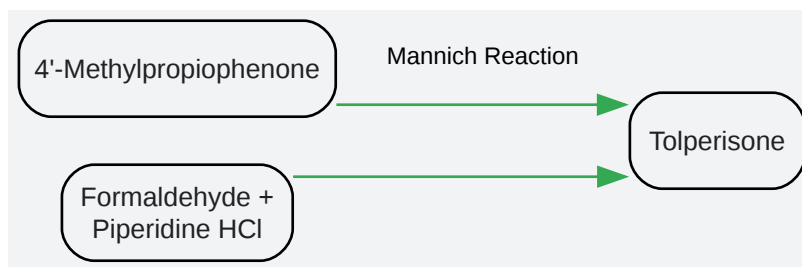 4'-Methylpropiophenone
Mannich Reaction
Tolperisone
Formaldehyde +
Piperidine HCl